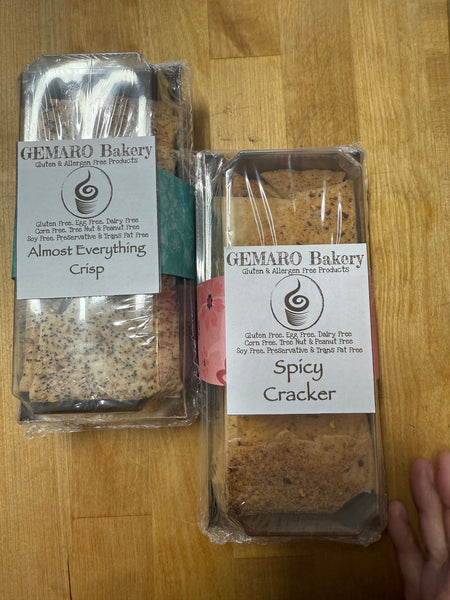 GEMARO Bakery
Gluten & Allergen Free Products
Gluten Free, Egg Free, Dairy Free
Corn Free, Tree Nut & Peanut Free
Soy Free, Preservative & Trans Fat Free
Almost Everything
Crisp
GEMARO Bakery
Gluten & Allergen Free Products
Gluten Free, Egg Free, Dairy Free
Corn Free, Tree Nut & Peanut Free
Soy Free, Preservative & Trans Fat Free
Spicy
Cracker